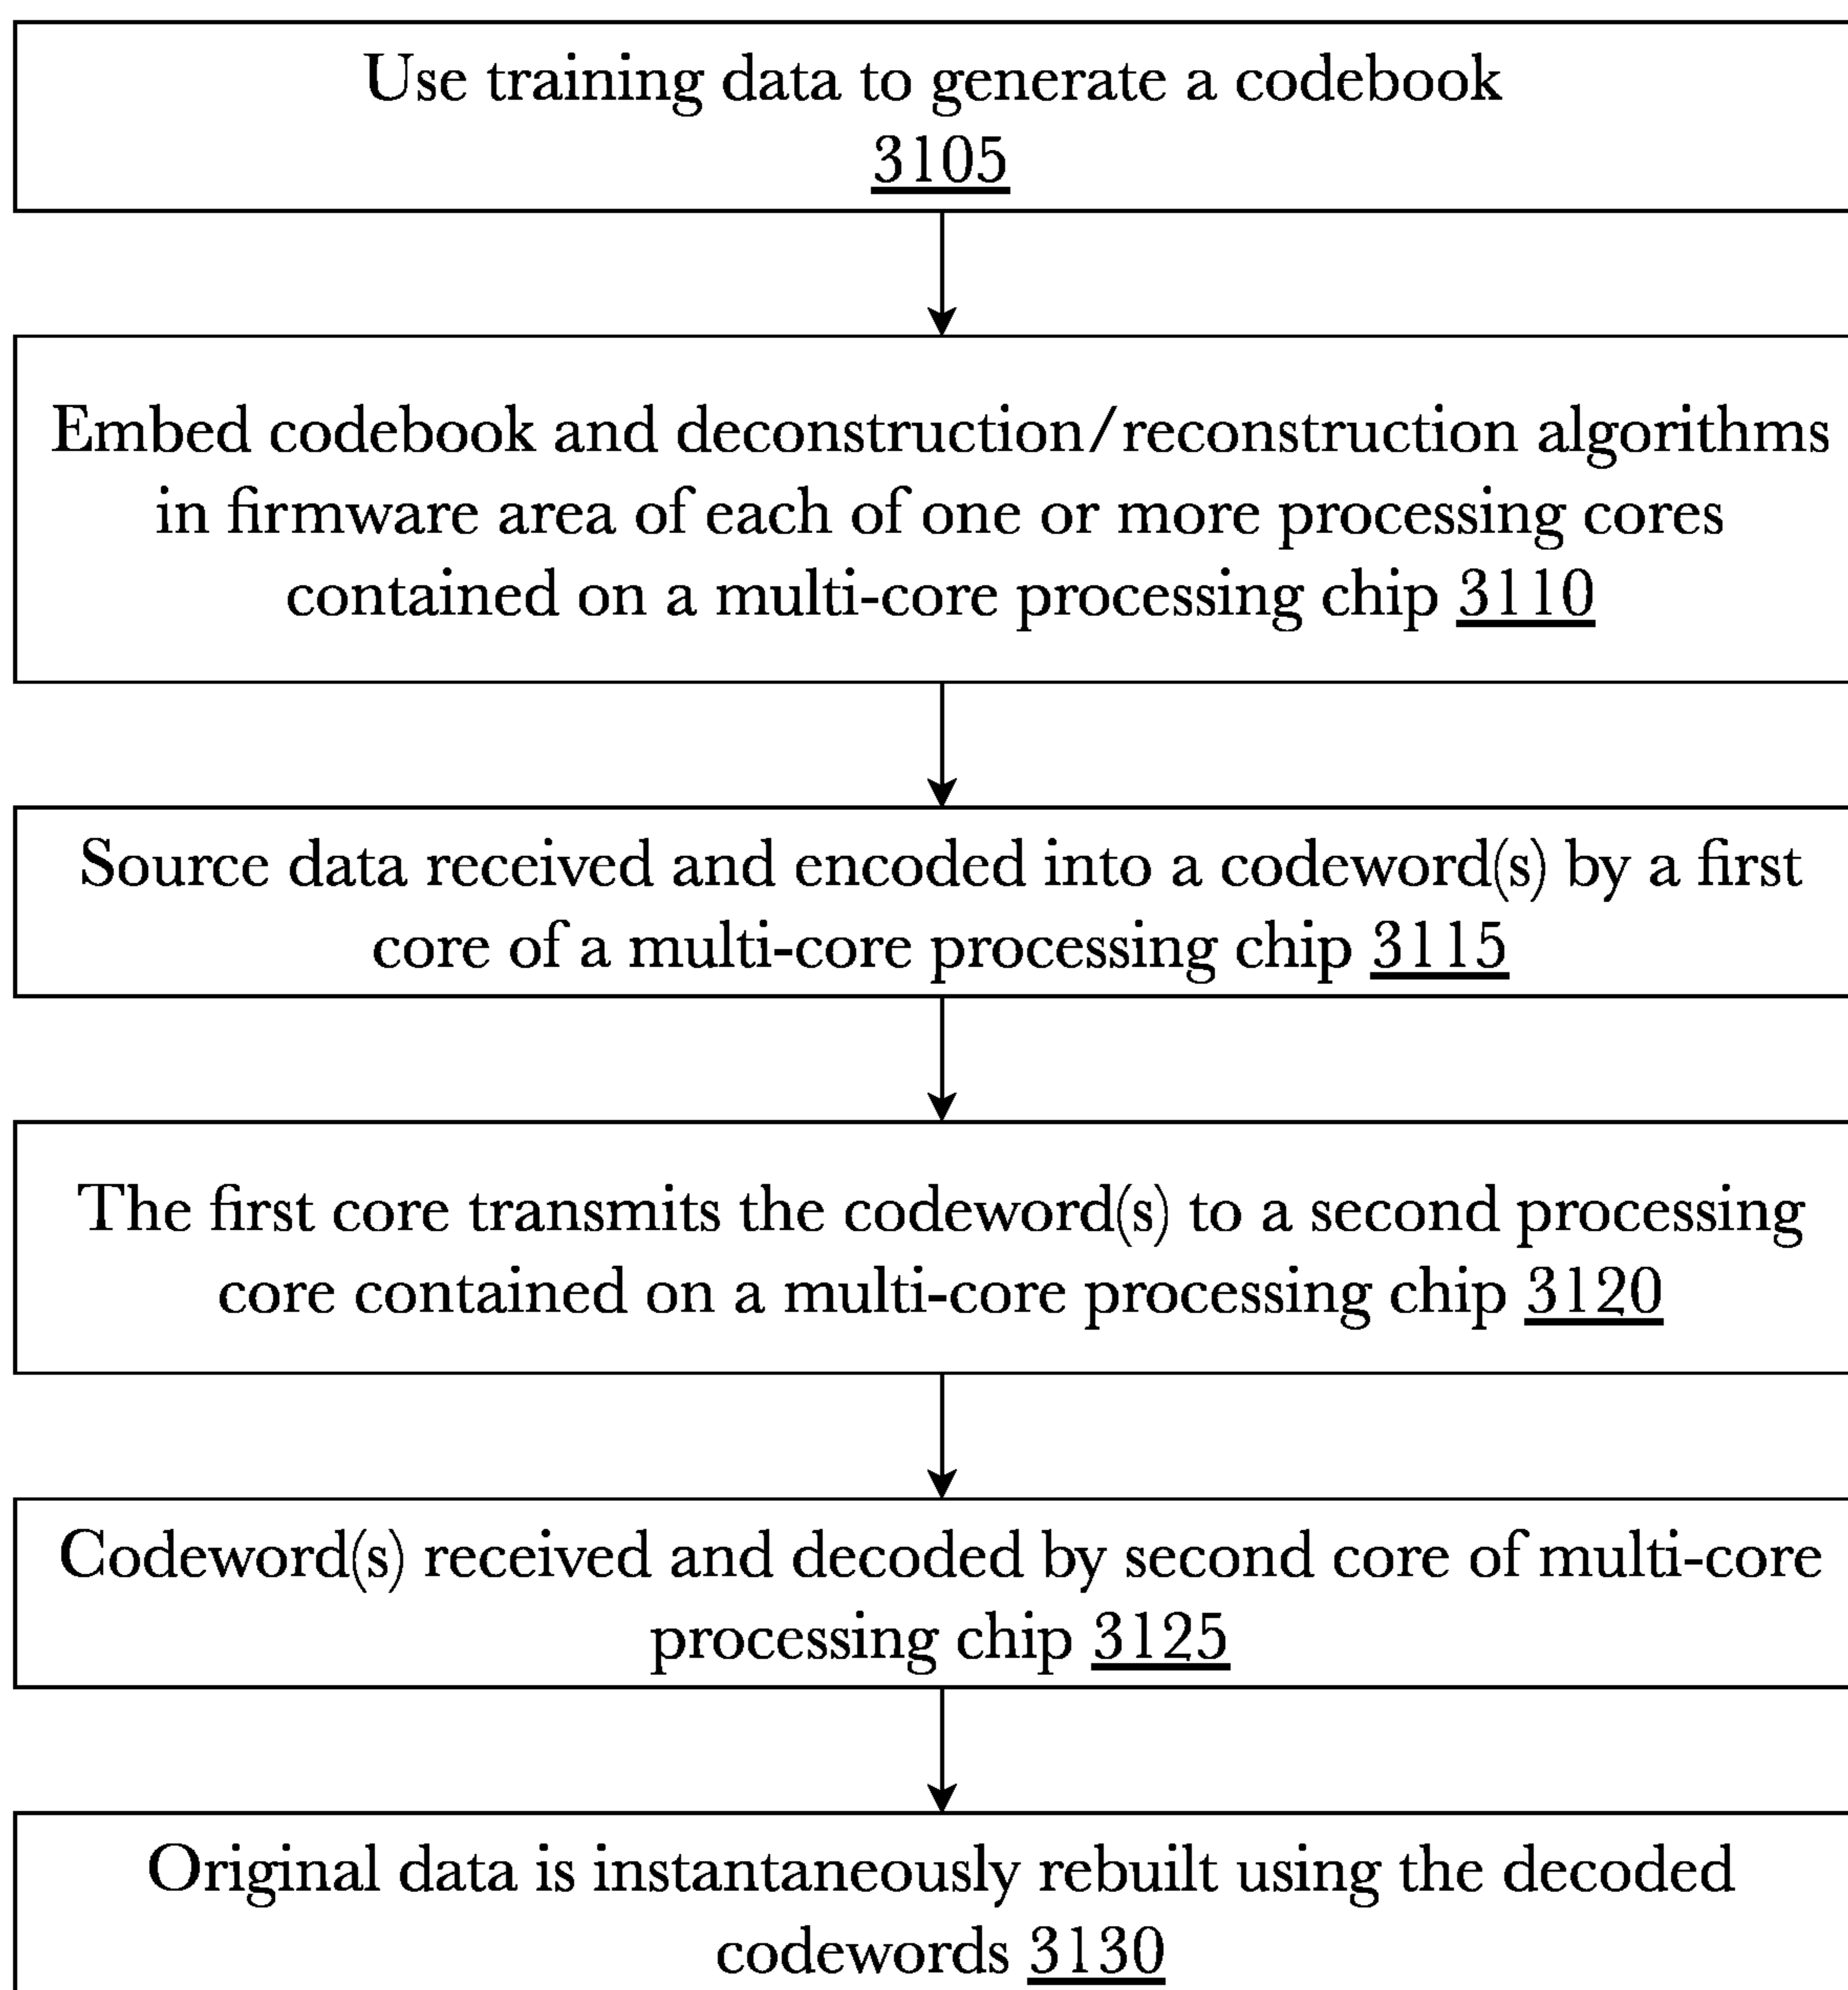 Use training data to generate a codebook
3105
Embed codebook and deconstruction/reconstruction algorithms
in firmware area of each of one or more processing cores
contained on a multi-core processing chip 3110
Source data received and encoded into a codeword(s) by a first
core of a multi-core processing chip 3115
The first core transmits the codeword(s) to a second processing
core contained on a multi-core processing chip 3120
Codeword(s) received and decoded by second core of multi-core
processing chip 3125
Original data is instantaneously rebuilt using the decoded
codewords 3130